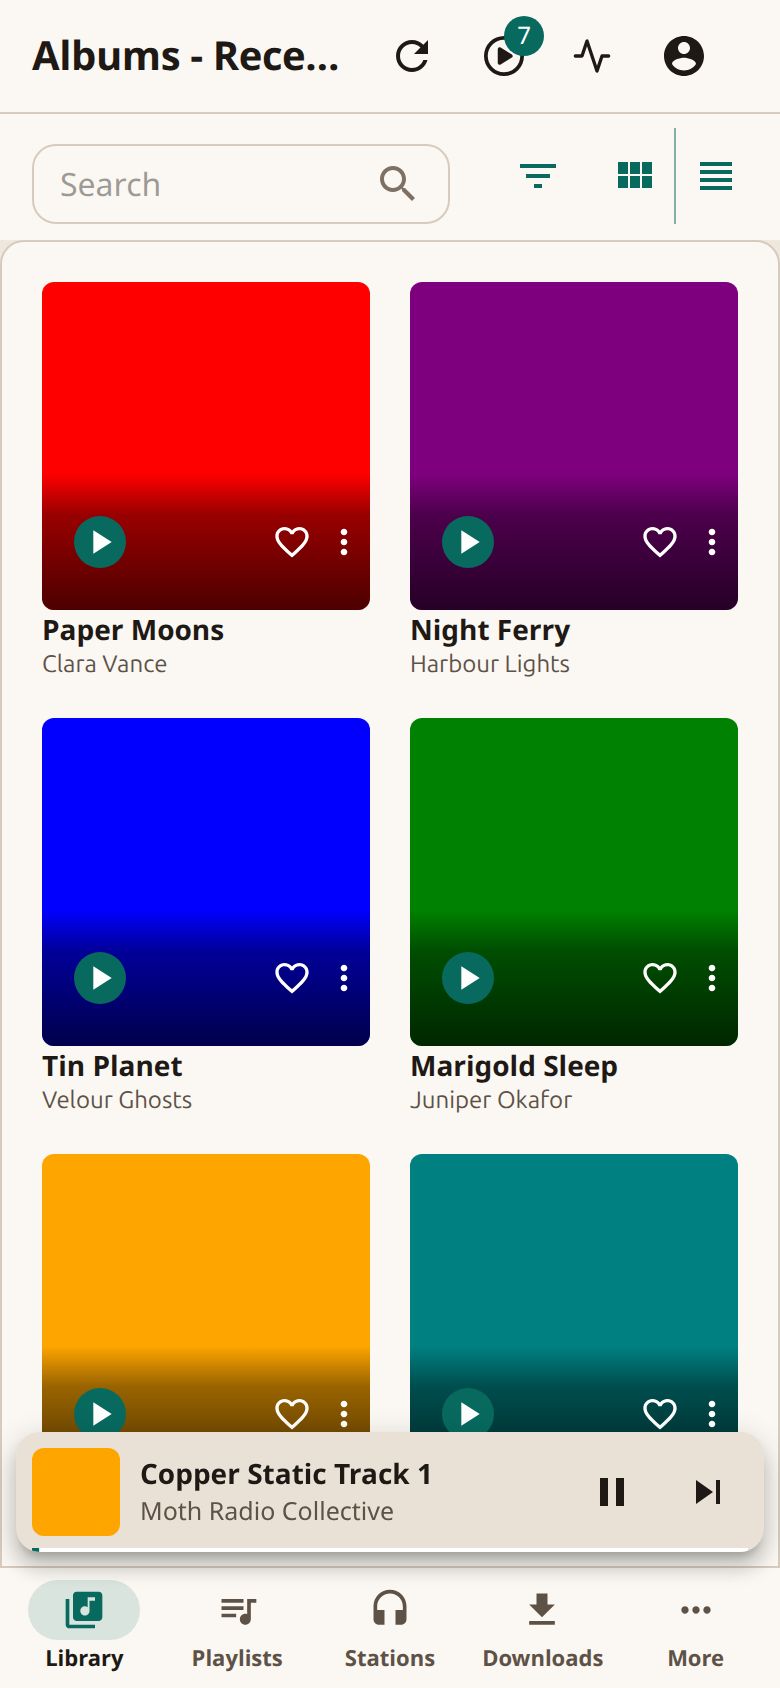 Albums - Rece...
7
Search
Paper Moons
Clara Vance
Night Ferry
Harbour Lights
Tin Planet
Velour Ghosts
Marigold Sleep
Juniper Okafor
Copper Static Track 1
Moth Radio Collective
Library
Playlists
Stations
Downloads
More